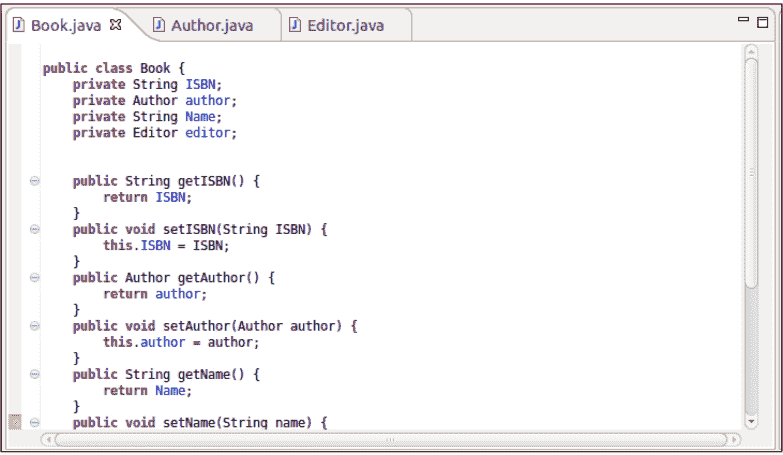 Book.java Author.java Editor.java
public class Book {
    private String ISBN;
    private Author author;
    private String Name;
    private Editor editor;
    public String getISBN() {
        return ISBN;
    }
    public void setISBN(String ISBN) {
        this.ISBN = ISBN;
    }
    public Author getAuthor() {
        return author;
    }
    public void setAuthor(Author author) {
        this.author = author;
    }
    public String getName() {
        return Name;
    }
    public void setName(String name) {